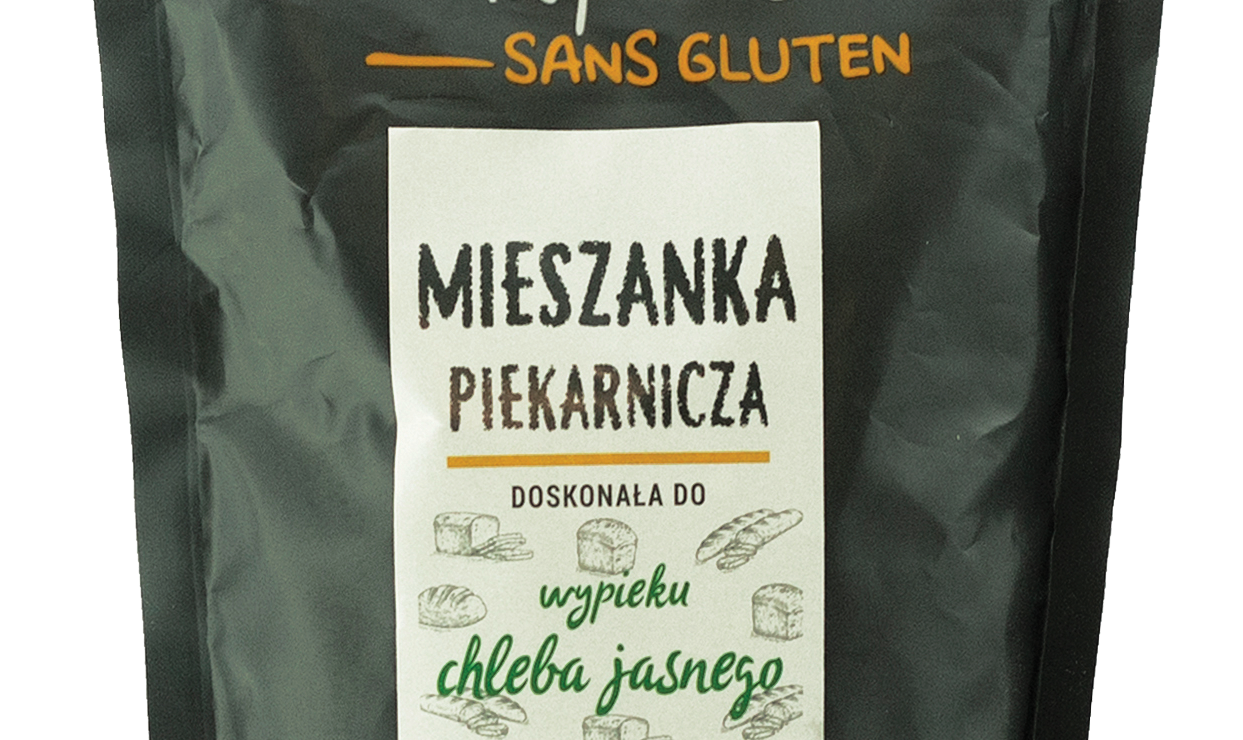 SANS GLUTEN
MIESZANKA
PIEKARNICZA
DOSKONAŁA DO
wypieku
chleba jasnego